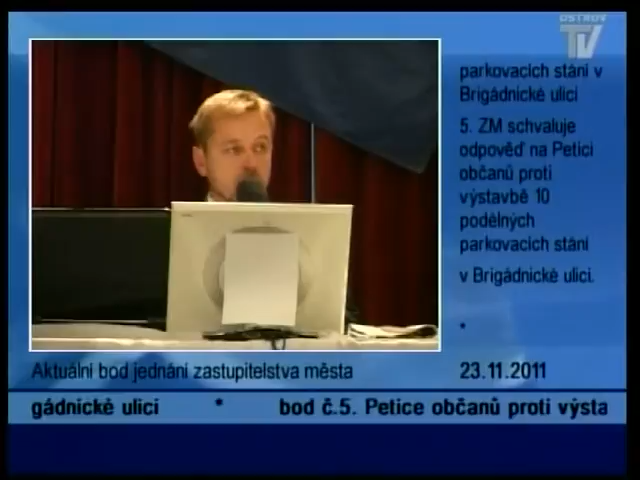 OSTROV
TV
parkovacích stání v
Brigádnické ulici
5. ZM schvaluje
odpověď na Petici
občanů proti
výstavbě 10
podélných
parkovacích stání
v Brigádnické ulici.
*
Aktuální bod jednání zastupitelstva města
23.11.2011
gádnické ulici * bod č.5. Petice občanů proti výsta